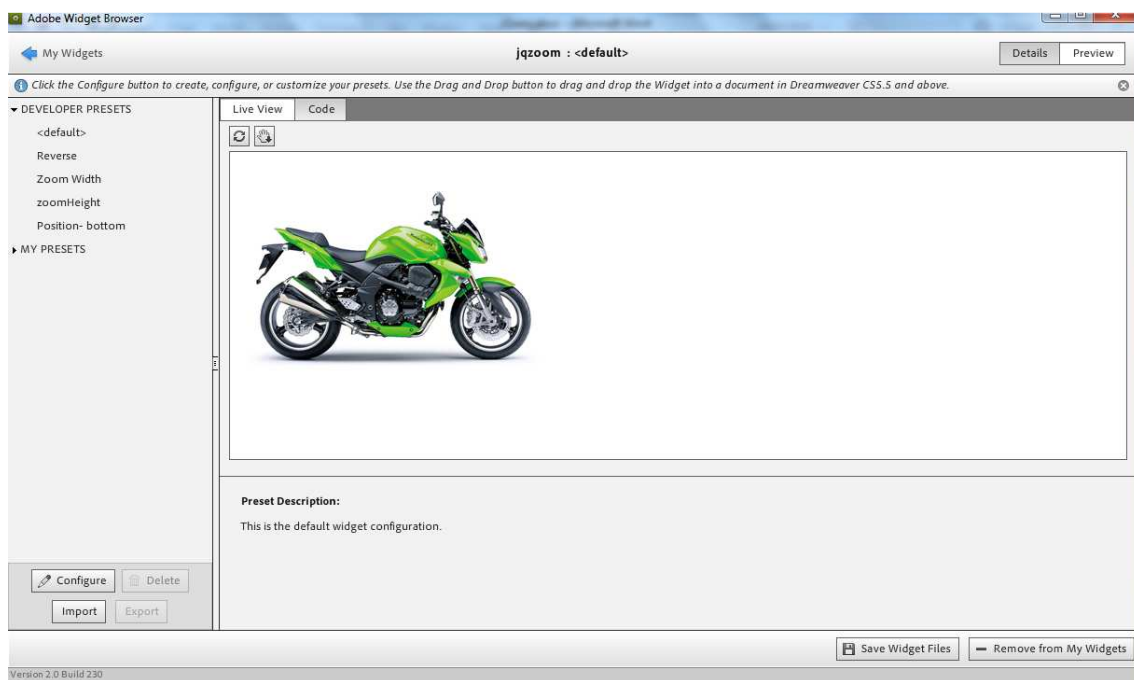 Adobe Widget Browser
My Widgets
jqzoom : <default>
Details
Preview
Click the Configure button to create, configure, or customize your presets. Use the Drag and Drop button to drag and drop the Widget into a document in Dreamweaver CS5.5 and above.
DEVELOPER PRESETS
<default>
Reverse
Zoom Width
zoomHeight
Position- bottom
MY PRESETS
Live View
Code
Preset Description:
This is the default widget configuration.
Configure
Delete
Import
Export
Save Widget Files
Remove from My Widgets
Version 2.0 Build 230